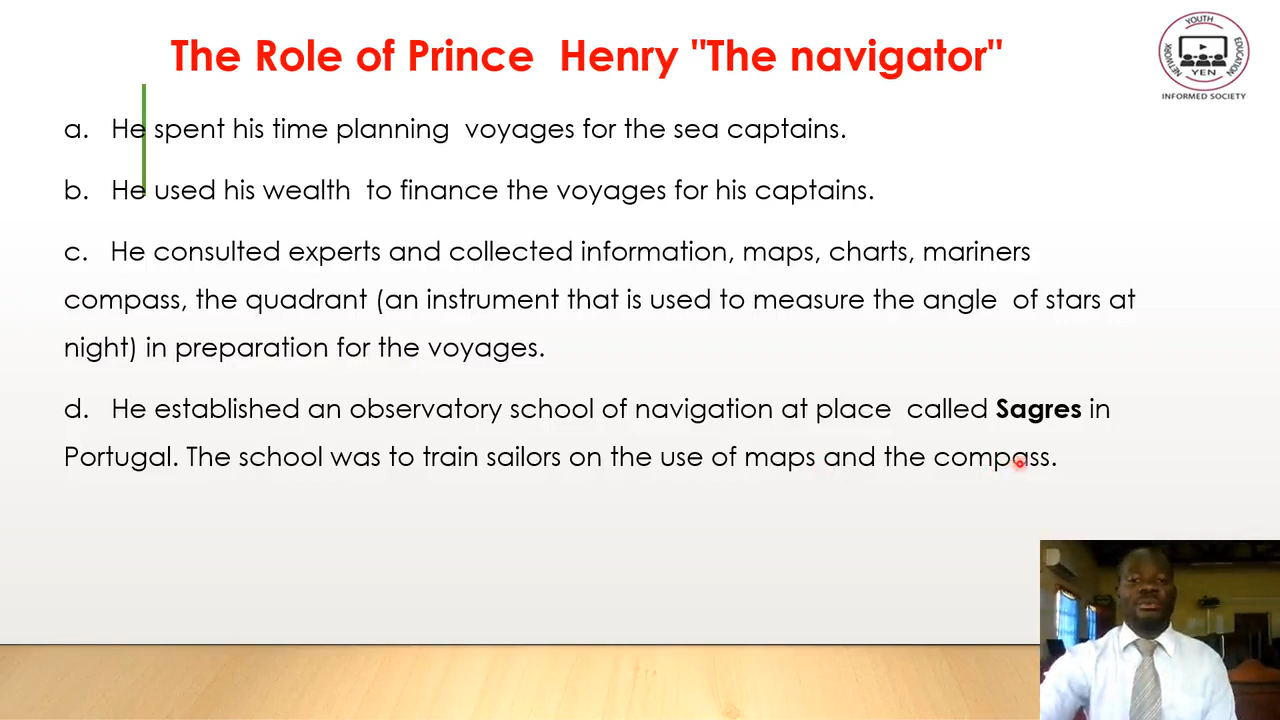 The Role of Prince Henry "The navigator"
YOUTH
EDUCATION
NETWORK
YEN
INFORMED SOCIETY
a. He spent his time planning voyages for the sea captains.
b. He used his wealth to finance the voyages for his captains.
c. He consulted experts and collected information, maps, charts, mariners
compass, the quadrant (an instrument that is used to measure the angle of stars at
night) in preparation for the voyages.
d. He established an observatory school of navigation at place called Sagres in
Portugal. The school was to train sailors on the use of maps and the compass.